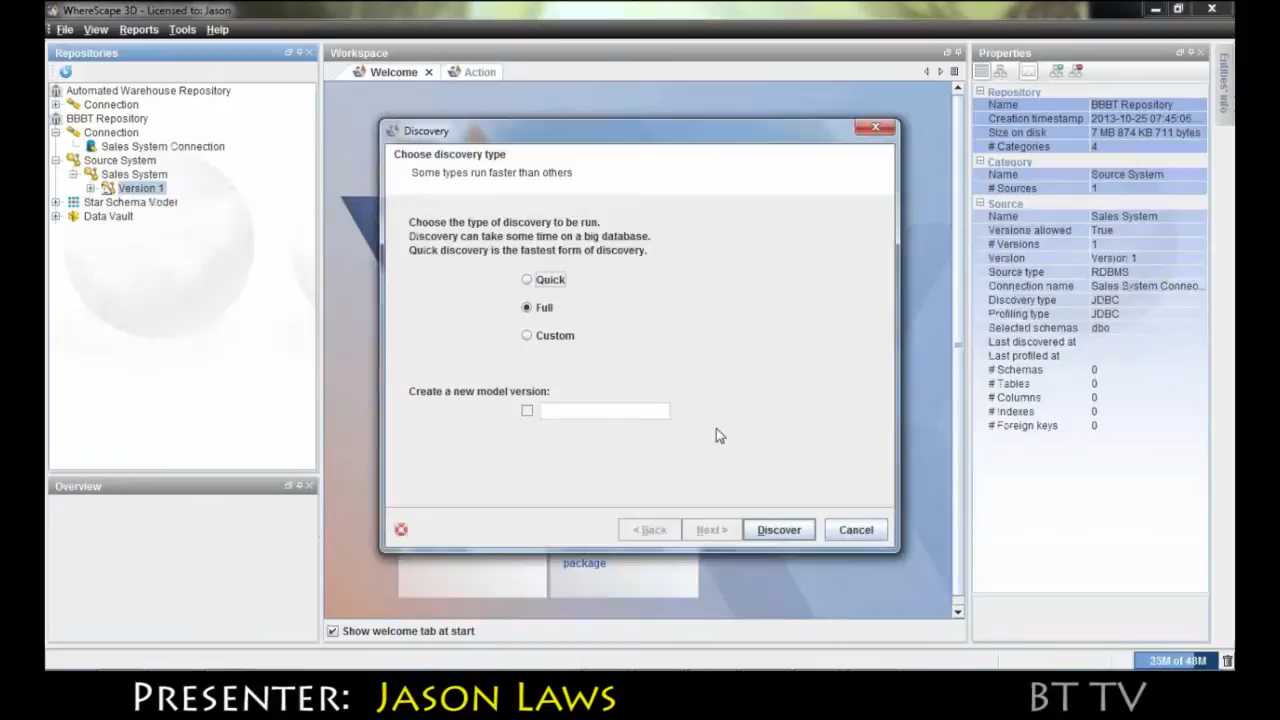 WhereScape 3D - Licensed to: Jason
File View Reports Tools Help
Repositories
Automated Warehouse Repository
Connection
BBBT Repository
Connection
Sales System Connection
Source System
Sales System
Version 1
Star Schema Model
Data Vault
Overview
Workspace
Welcome
Action
Discovery
Choose discovery type
Some types run faster than others
Choose the type of discovery to be run.
Discovery can take some time on a big database.
Quick discovery is the fastest form of discovery.
Quick
Full
Custom
Create a new model version:
< Back Next > Discover Cancel
package
Show welcome tab at start
Properties
Repository
Name BBBT Repository
Creation timestamp 2013-10-25 07:45:06....
Size on disk 7 MB 874 KB 711 bytes
# Categories 4
Category
Name Source System
# Sources 1
Source
Name Sales System
Versions allowed True
# Versions 1
Version Version 1
Source type RDBMS
Connection name Sales System Connec...
Discovery type JDBC
Profiling type JDBC
Selected schemas dbo
Last discovered at
Last profiled at
# Schemas 0
# Tables 0
# Columns 0
# Indexes 0
# Foreign keys 0
Entities' info
25M of 48M
PRESENTER: JASON LAWS
BT TV